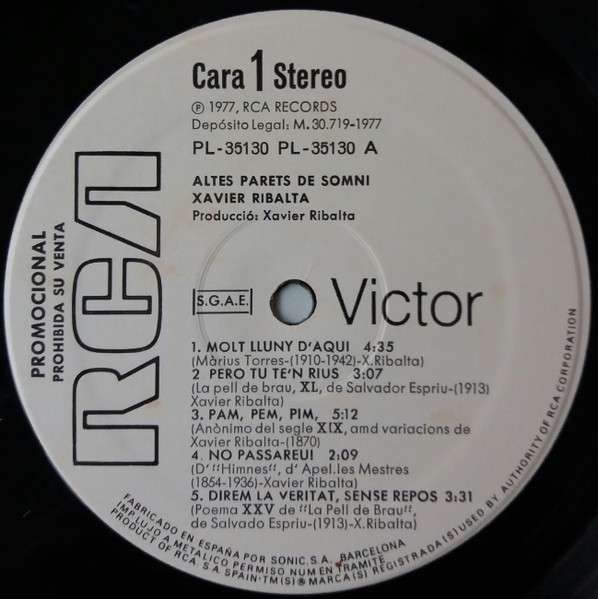 Cara 1 Stereo
℗ 1977, RCA RECORDS
Depósito Legal: M. 30.719-1977
PL-35130 PL-35130 A
ALTES PARETS DE SOMNI
XAVIER RIBALTA
Producció: Xavier Ribalta
PROMOCIONAL
PROHIBIDA SU VENTA
RCA
S.G.A.E.
Victor
1. MOLT LLUNY D'AQUI 4:35
(Màrius Torres-(1910-1942)-X.Ribalta)
2 PERO TU TE'N RIUS 3:07
(La pell de brau, XL, de Salvador Espriu-(1913)
Xavier Ribalta)
3. PAM, PEM, PIM, 5:12
(Anònimo del segle XIX, amd variacions de
Xavier Ribalta-(1870)
4. NO PASSAREU! 2:09
(D'"Himnes", d' Apel.les Mestres
(1854-1936)-Xavier Ribalta)
5. DIREM LA VERITAT, SENSE REPOS 3:31
(Poema XXV de "La Pell de Brau",
de Salvado Espriu-(1913)-X.Ribalta)
FABRICADO EN ESPAÑA POR SONIC, S.A., BARCELONA
IMP. LUJO A METALICO PERMISO NUM EN TRAMITE
PRODUCT OF RCA S.A. SPAIN·TM(S)® MARCA(S) REGISTRADA(S) USED BY AUTHORITY OF RCA CORPORATION